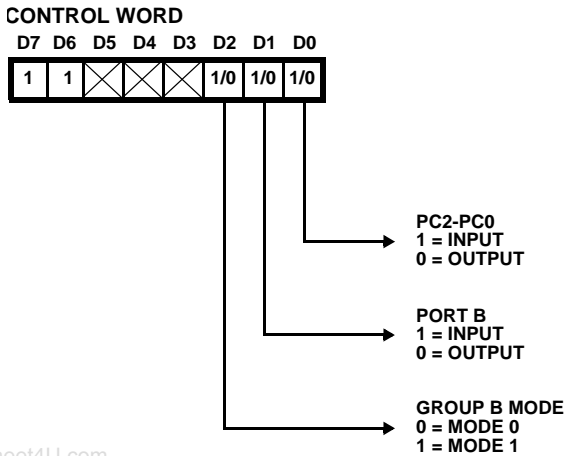 CONTROL WORD
D7 D6 D5 D4 D3 D2 D1 D0
1 1 1/0 1/0 1/0
PC2-PC0
1 = INPUT
0 = OUTPUT
PORT B
1 = INPUT
0 = OUTPUT
GROUP B MODE
0 = MODE 0
1 = MODE 1